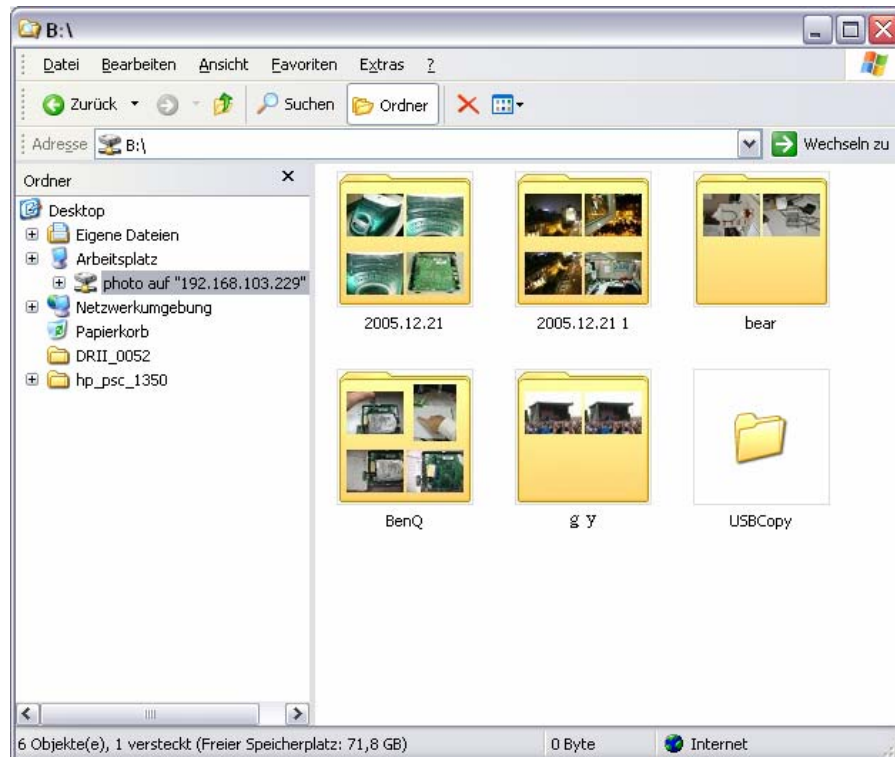 B:\
Datei Bearbeiten Ansicht Favoriten Extras ?
Zurück Suchen Ordner
Adresse B:\ Wechseln zu
Ordner
Desktop
Eigene Dateien
Arbeitsplatz
photo auf "192.168.103.229"
Netzwerkumgebung
Papierkorb
DRII_0052
hp_psc_1350
2005.12.21 2005.12.21 1 bear
BenQ g y USBCopy
6 Objekte(e), 1 versteckt (Freier Speicherplatz: 71,8 GB) 0 Byte Internet